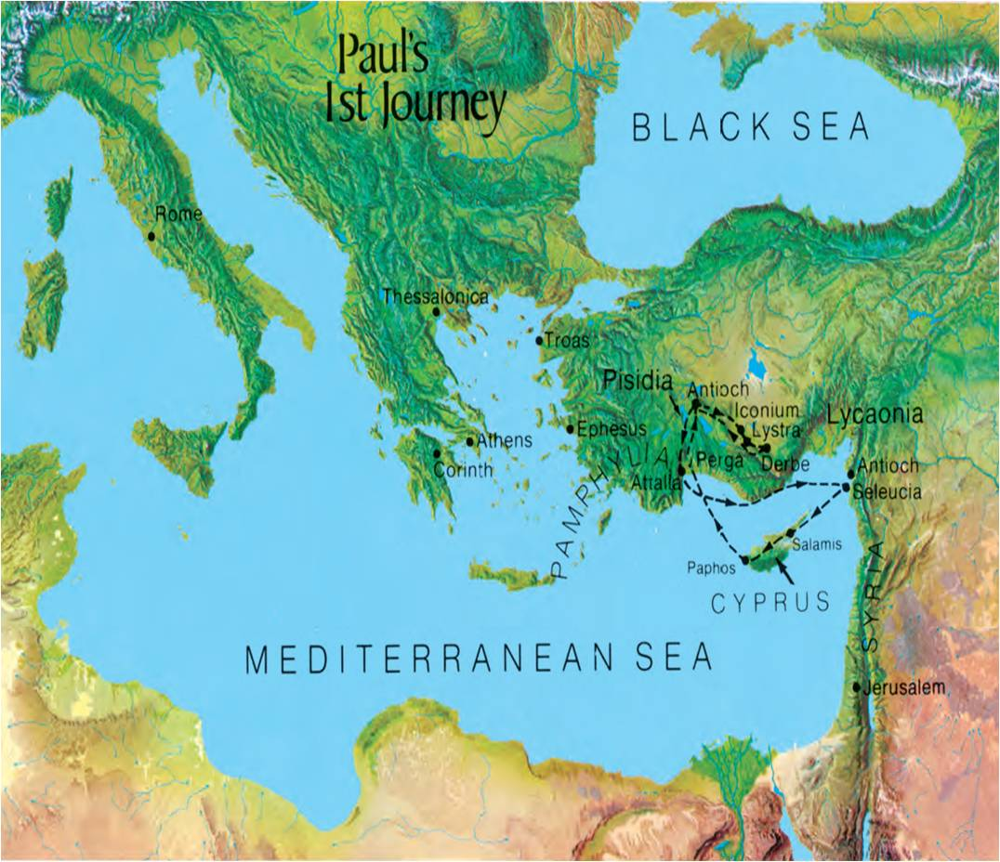 Paul's
1st Journey
BLACK SEA
Rome
Thessalonica
Troas
Pisidia
Antioch
Iconium
Lycaonia
Lystra
Athens
Ephesus
Corinth
PAMPHYLIA
Perga
Derbe
Antioch
Attalia
Seleucia
Salamis
Paphos
CYPRUS
SYRIA
MEDITERRANEAN SEA
Jerusalem